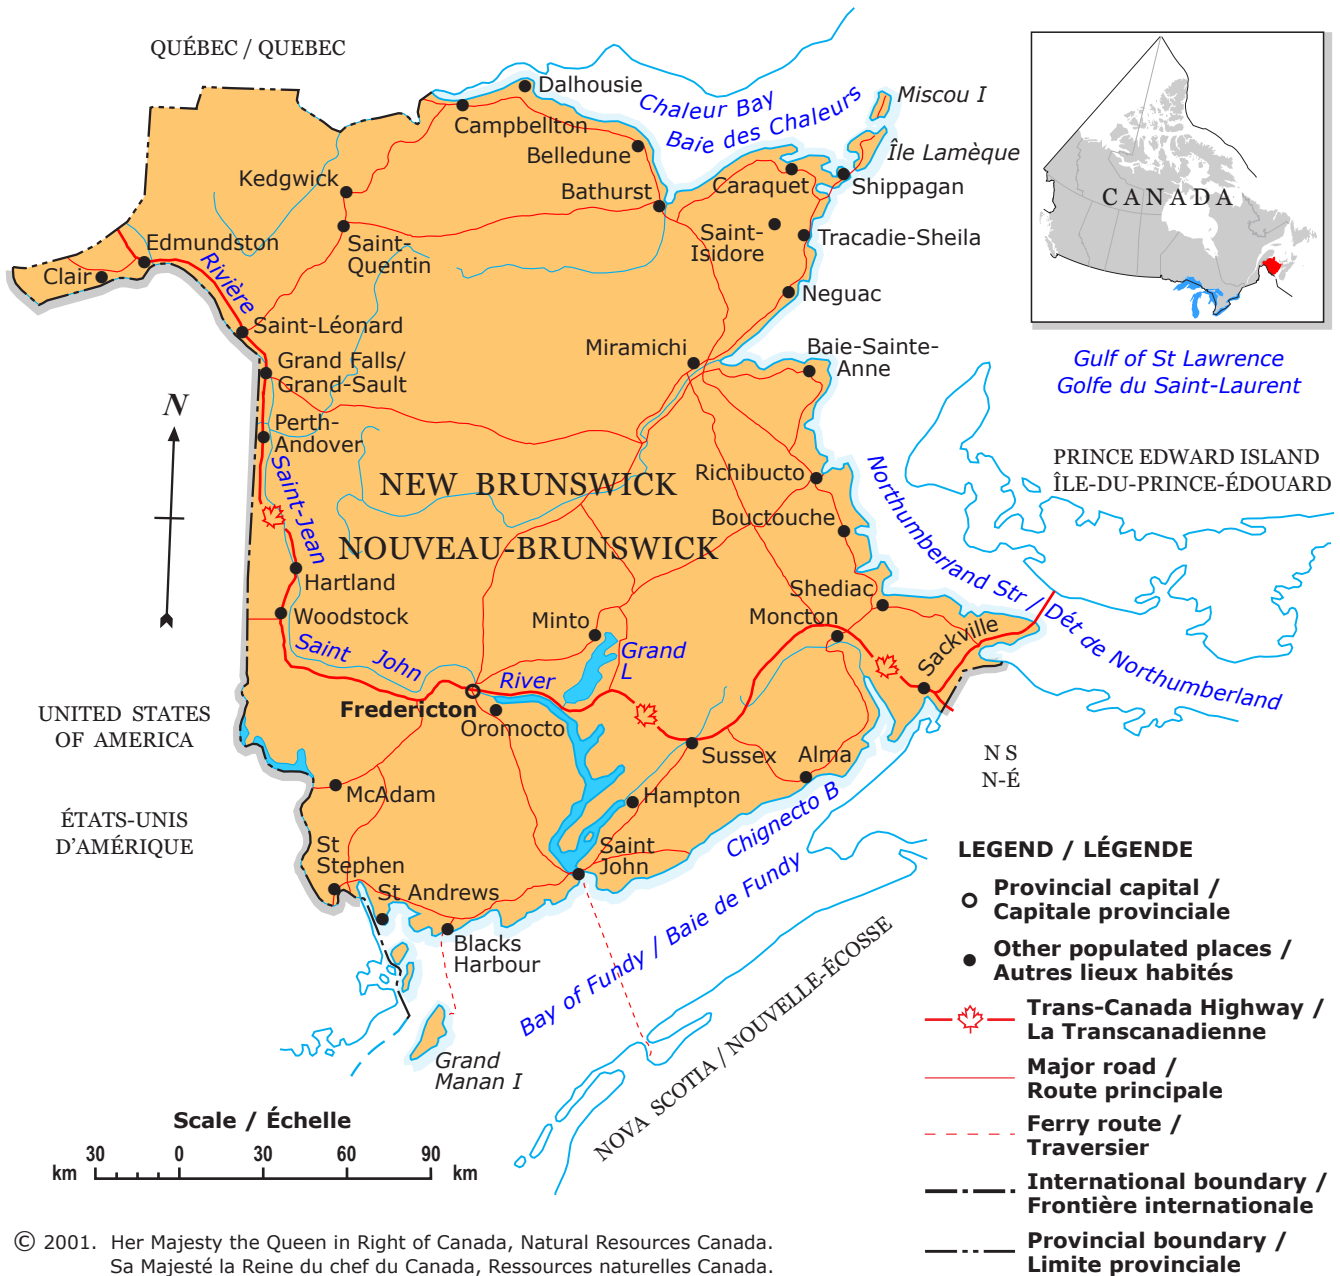 QUÉBEC / QUEBEC
Dalhousie
Chaleur Bay
Baie des Chaleurs
Miscou I
Campbellton
Belledune
Île Lamèque
Kedgwick
Bathurst
Caraquet
Shippagan
CANADA
Edmundston
Saint-
Quentin
Saint-
Isidore
Tracadie-Sheila
Clair
Rivière
Neguac
Saint-Léonard
Miramichi
Baie-Sainte-
Anne
Gulf of St Lawrence
Golfe du Saint-Laurent
Grand Falls/
Grand-Sault
N
Perth-
Andover
Saint-Jean
NEW BRUNSWICK
Richibucto
PRINCE EDWARD ISLAND
ÎLE-DU-PRINCE-ÉDOUARD
Bouctouche
NOUVEAU-BRUNSWICK
Northumberland Str / Dét de Northumberland
Hartland
Shediac
Woodstock
Minto
Moncton
Sackville
Saint John River
Grand
L
Fredericton
Oromocto
UNITED STATES
OF AMERICA
Sussex
Alma
N S
N-É
McAdam
Hampton
Chignecto B
ÉTATS-UNIS
D'AMÉRIQUE
St
Stephen
Saint
John
St Andrews
Blacks
Harbour
Bay of Fundy / Baie de Fundy
Grand
Manan I
NOVA SCOTIA / NOUVELLE-ÉCOSSE
LEGEND / LÉGENDE
Provincial capital /
Capitale provinciale
Other populated places /
Autres lieux habités
Trans-Canada Highway /
La Transcanadienne
Major road /
Route principale
Ferry route /
Traversier
International boundary /
Frontière internationale
Provincial boundary /
Limite provinciale
Scale / Échelle
30 0 30 60 90
km km
© 2001. Her Majesty the Queen in Right of Canada, Natural Resources Canada.
Sa Majesté la Reine du chef du Canada, Ressources naturelles Canada.